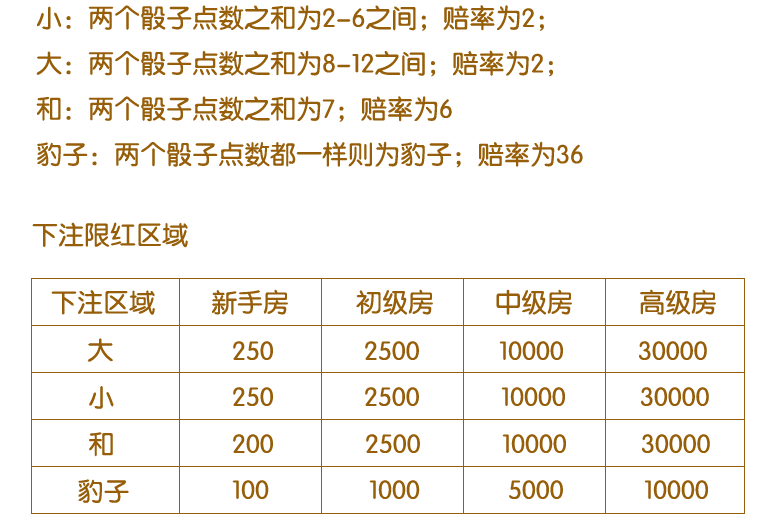 小：两个骰子点数之和为2-6之间；赔率为2；
大：两个骰子点数之和为8-12之间；赔率为2；
和：两个骰子点数之和为7；赔率为6
豹子：两个骰子点数都一样则为豹子；赔率为36
下注限红区域
下注区域 新手房 初级房 中级房 高级房
大 250 2500 10000 30000
小 250 2500 10000 30000
和 200 2500 10000 30000
豹子 100 1000 5000 10000